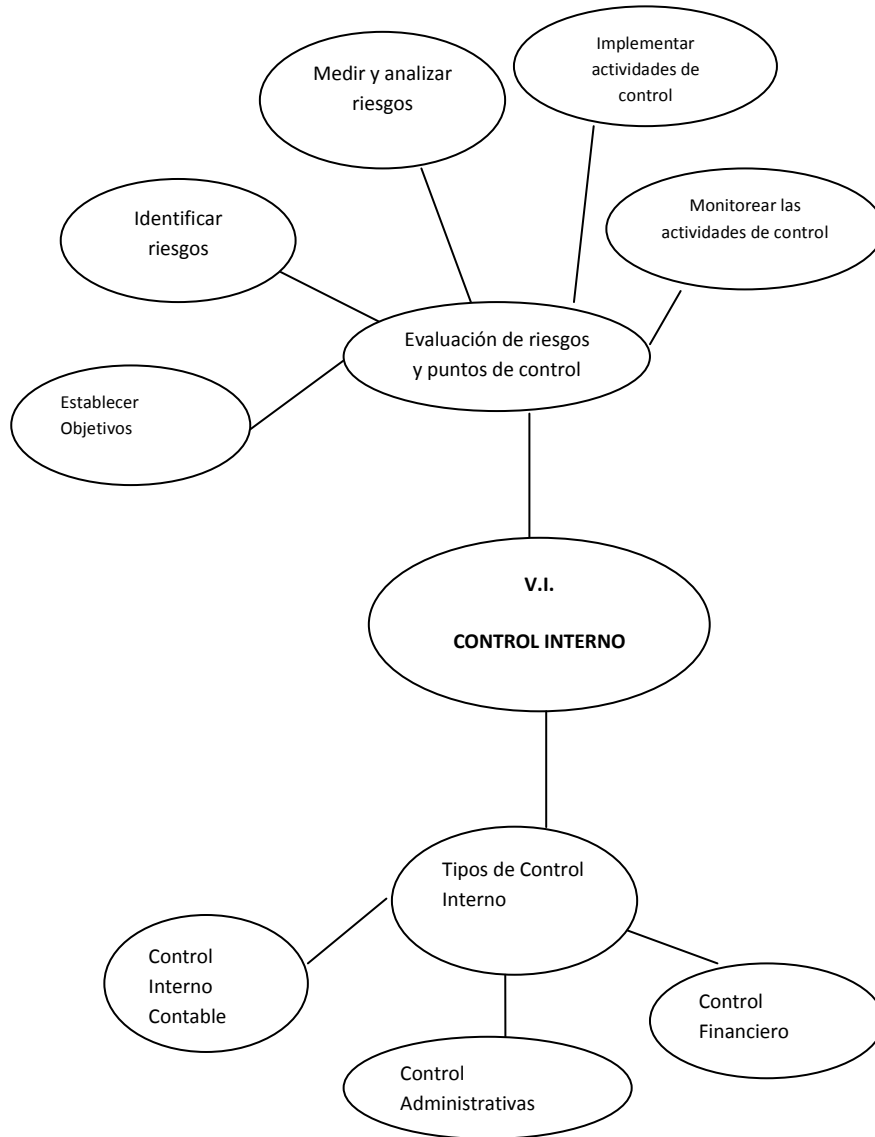 Implementar
actividades de
control
Medir y analizar
riesgos
Monitorear las
actividades de control
Identificar
riesgos
Evaluación de riesgos
y puntos de control
Establecer
Objetivos
V.I.
CONTROL INTERNO
Tipos de Control
Interno
Control
Interno
Contable
Control
Financiero
Control
Administrativas